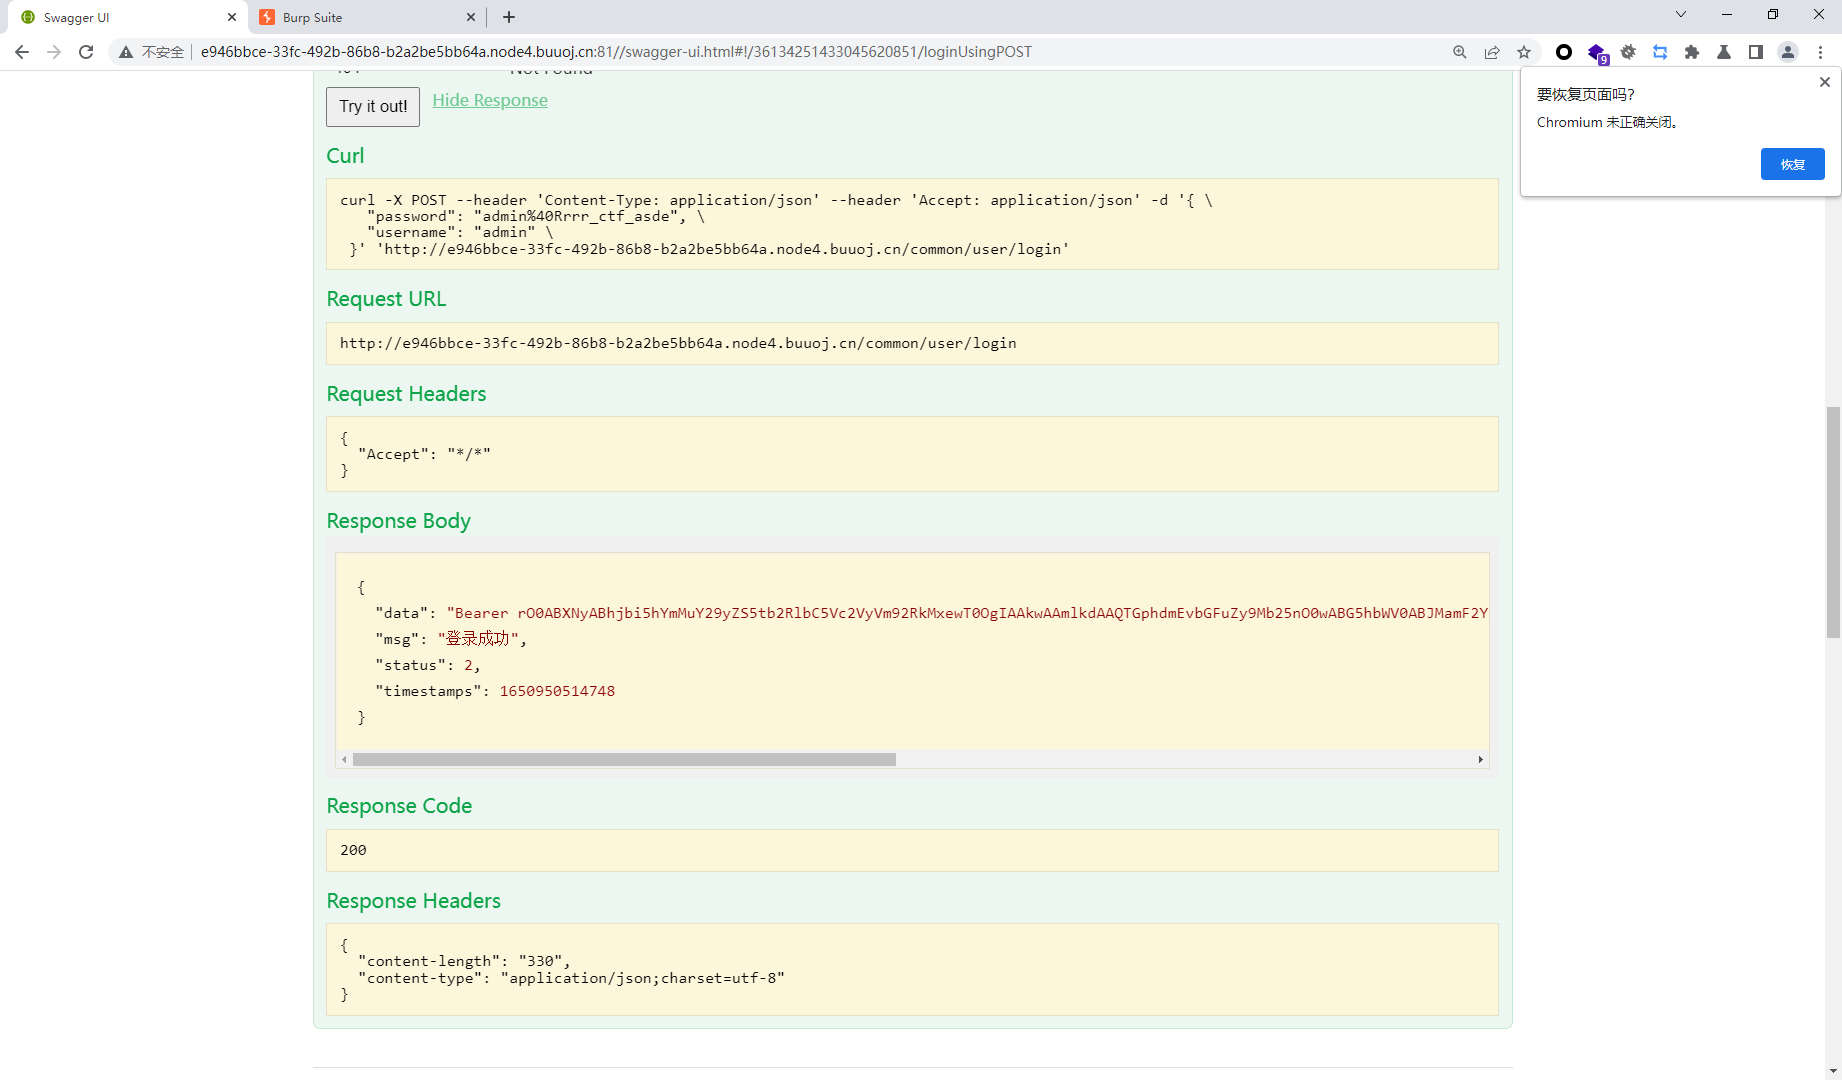 Swagger UI
Burp Suite
不安全 e946bbce-33fc-492b-86b8-b2a2be5bb64a.node4.buuoj.cn:81//swagger-ui.html#!/36134251433045620851/loginUsingPOST
9
要恢复页面吗?
Chromium 未正确关闭。
恢复
Not Found
Try it out!
Hide Response
Curl
curl -X POST --header 'Content-Type: application/json' --header 'Accept: application/json' -d '{ \
"password": "admin%40Rrrr_ctf_asde", \
"username": "admin" \
}' 'http://e946bbce-33fc-492b-86b8-b2a2be5bb64a.node4.buuoj.cn/common/user/login'
Request URL
http://e946bbce-33fc-492b-86b8-b2a2be5bb64a.node4.buuoj.cn/common/user/login
Request Headers
{
"Accept": "*/*"
}
Response Body
{
"data": "Bearer rO0ABXNyABhjbi5hYmMuY29yZS5tb2RlbC5Vc2VyVm92RkMxewT0OgIAAkwAAmlkdAAQTGphdmEvbGFuZy9Mb25nO0wABG5hbWV0ABJMamF2Y
"msg": "登录成功",
"status": 2,
"timestamps": 1650950514748
}
Response Code
200
Response Headers
{
"content-length": "330",
"content-type": "application/json;charset=utf-8"
}